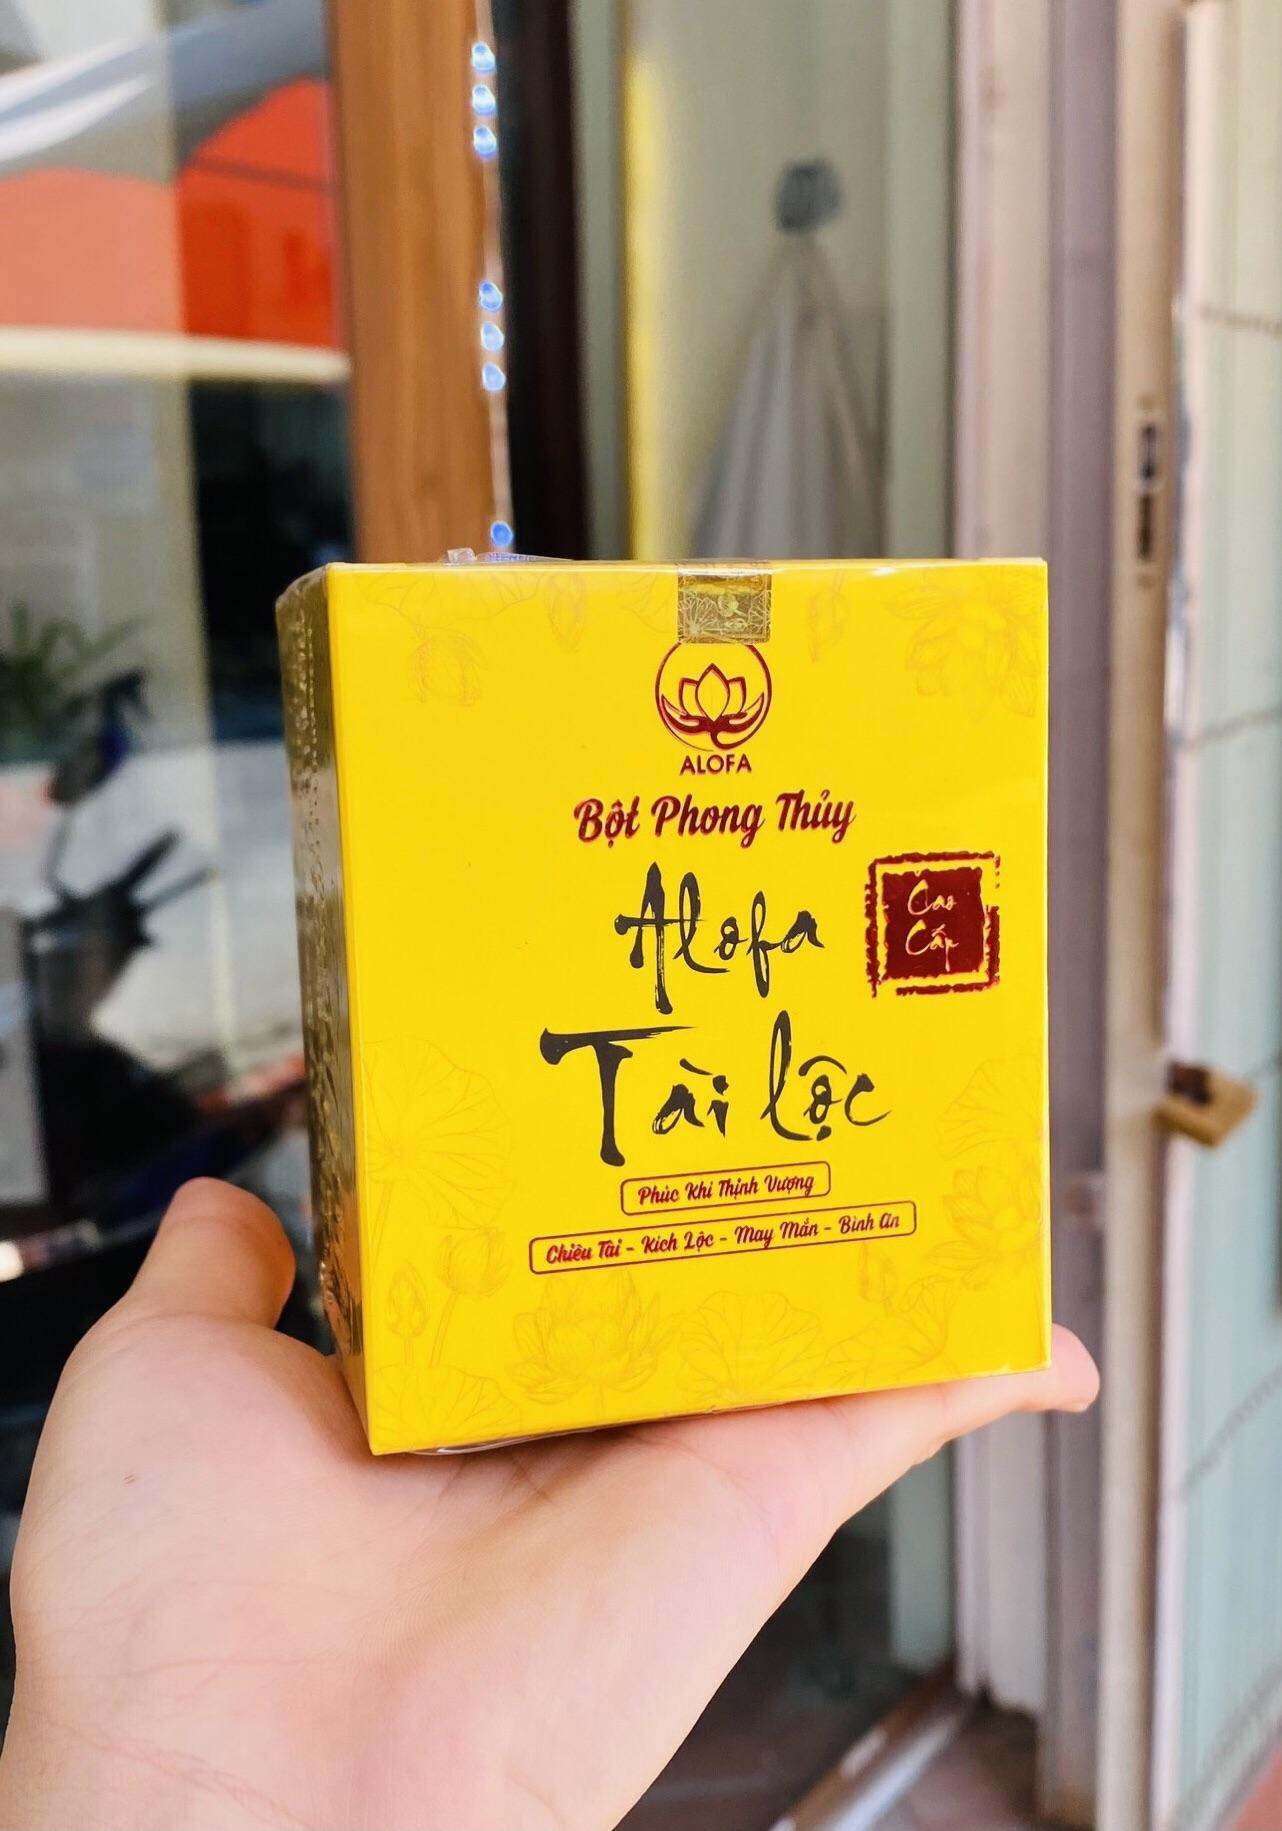 ALOFA
Bột Phong Thủy
Alofa
Cao
Cấp
Tài lộc
Phúc Khí Thịnh Vượng
Chiêu Tài - Kích Lộc - May Mắn - Bình An